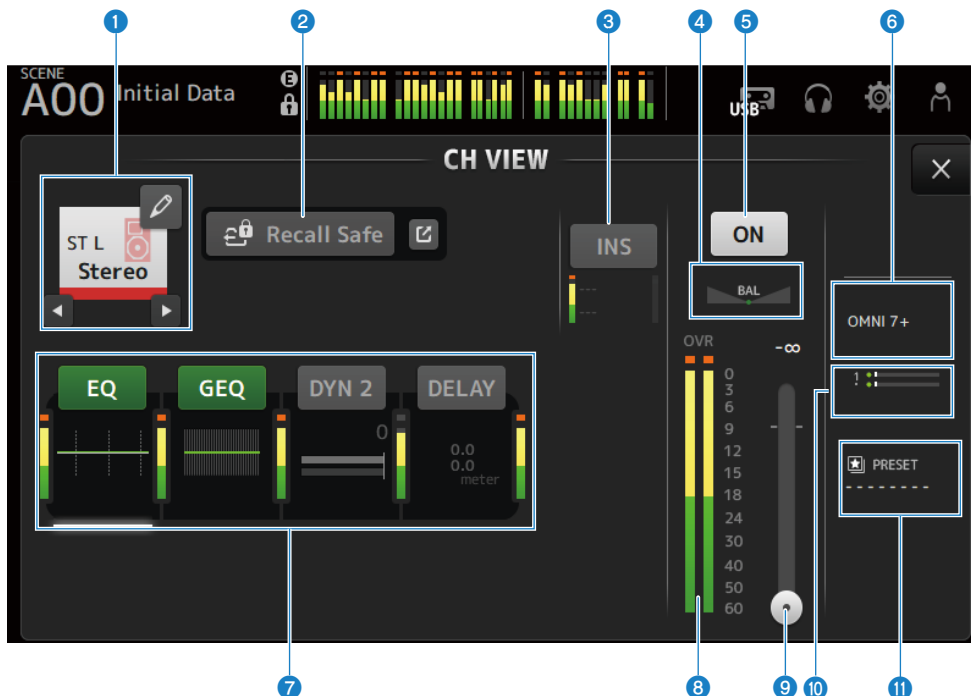 1 2 3 4 5 6
SCENE
A00 Initial Data E
USB
CH VIEW
ST L
Stereo
Recall Safe
INS
---
---
ON
BAL
OMNI 7+
OVR
-∞
0
3
6
9
12
15
18
24
30
40
50
60
1
EQ
GEQ
DYN 2
DELAY
0
0.0
0.0
meter
PRESET
--------
7 8 9 10 11